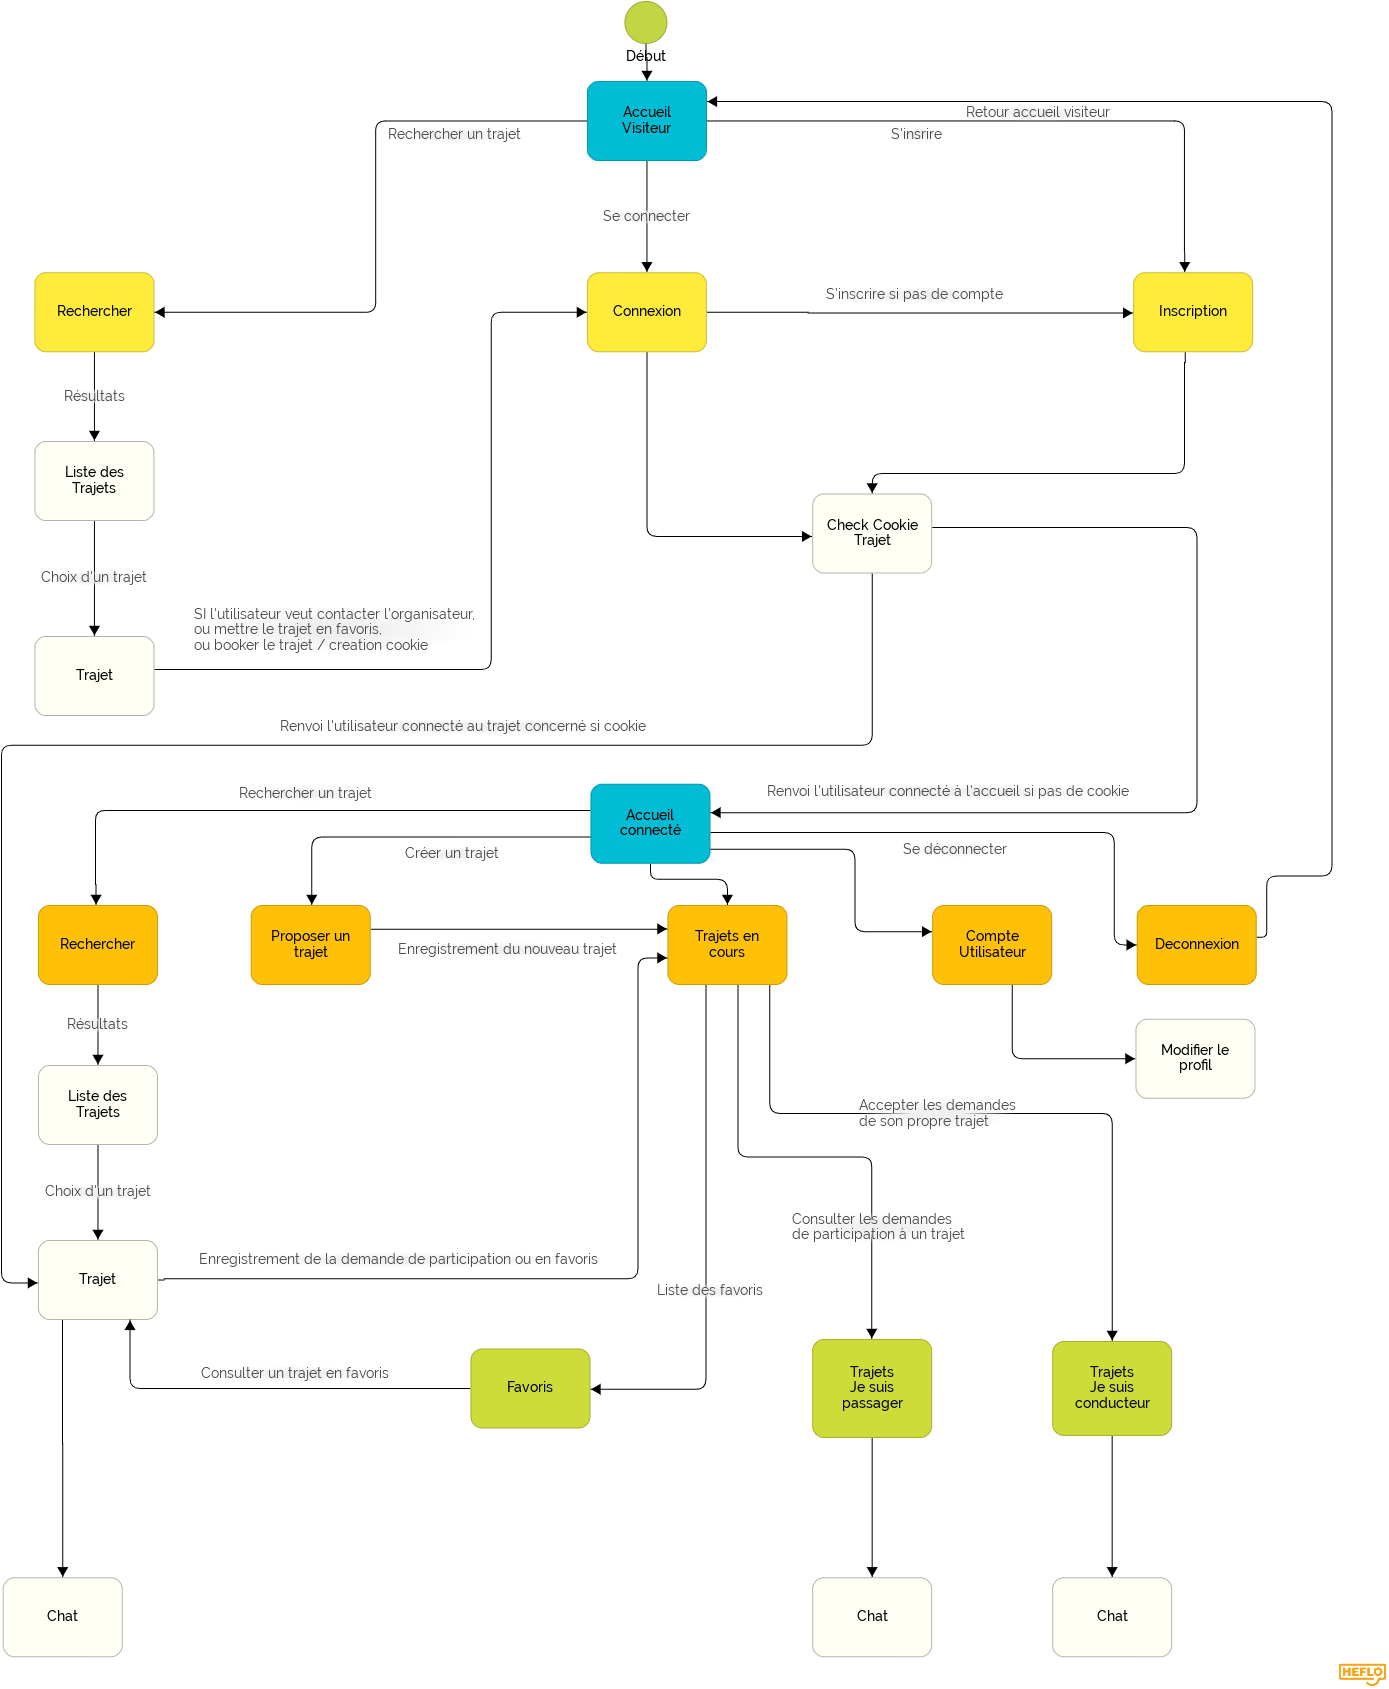 Début
Accueil
Visiteur
Retour accueil visiteur
Rechercher un trajet
S'insrire
Se connecter
Rechercher
Connexion
S'inscrire si pas de compte
Inscription
Résultats
Liste des
Trajets
Check Cookie
Trajet
Choix d'un trajet
SI l'utilisateur veut contacter l'organisateur,
ou mettre le trajet en favoris,
ou booker le trajet / creation cookie
Trajet
Renvoi l'utilisateur connecté au trajet concerné si cookie
Rechercher un trajet
Accueil
connecté
Renvoi l'utilisateur connecté à l'accueil si pas de cookie
Créer un trajet
Se déconnecter
Rechercher
Proposer un
trajet
Enregistrement du nouveau trajet
Trajets en
cours
Compte
Utilisateur
Deconnexion
Résultats
Modifier le
profil
Liste des
Trajets
Accepter les demandes
de son propre trajet
Choix d'un trajet
Consulter les demandes
de participation à un trajet
Trajet
Enregistrement de la demande de participation ou en favoris
Liste des favoris
Consulter un trajet en favoris
Favoris
Trajets
Je suis
passager
Trajets
Je suis
conducteur
Chat
Chat
Chat
HEFLO